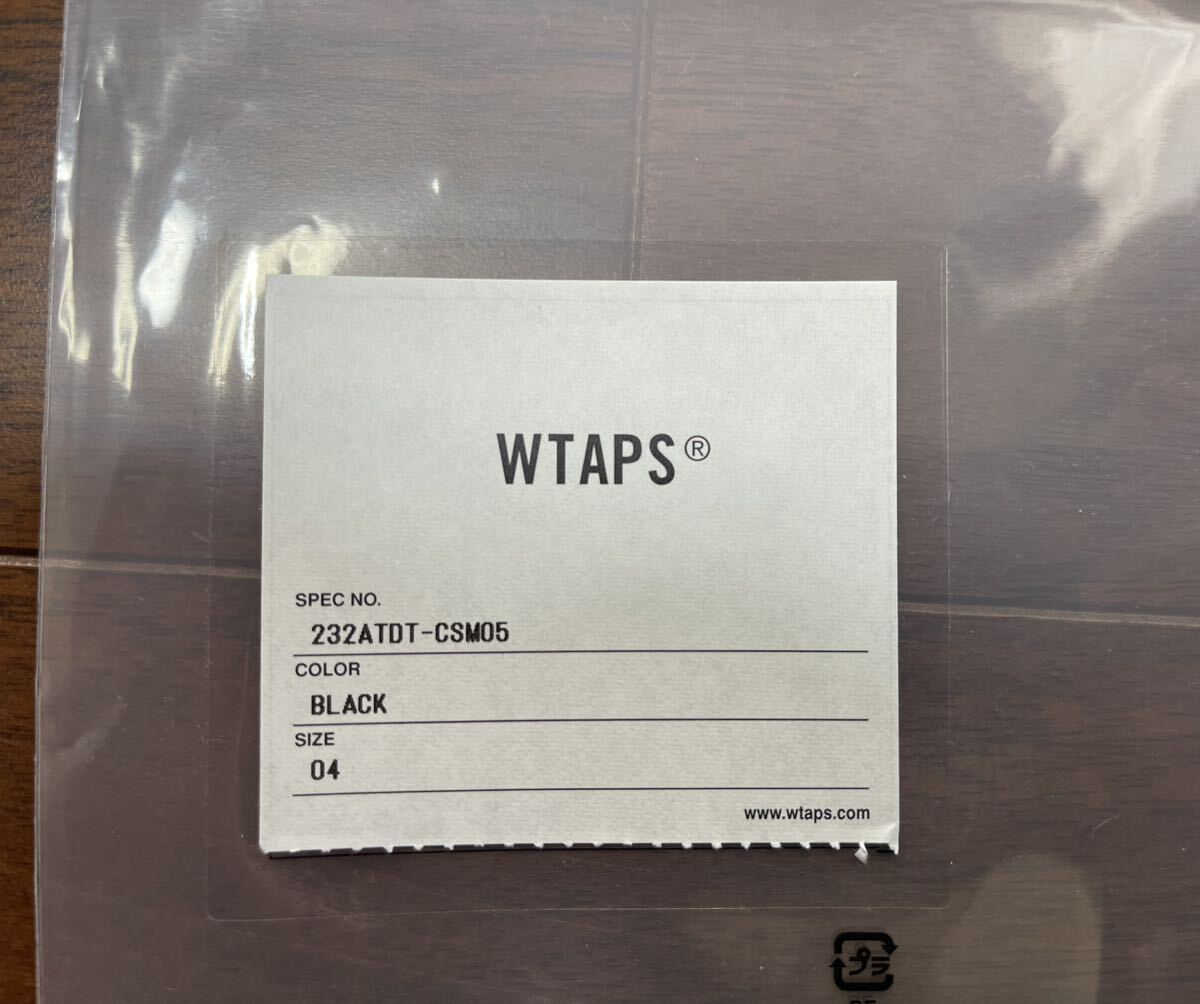 WTAPS®
SPEC NO.
232ATDT-CSM05
COLOR
BLACK
SIZE
04
www.wtaps.com
プラ